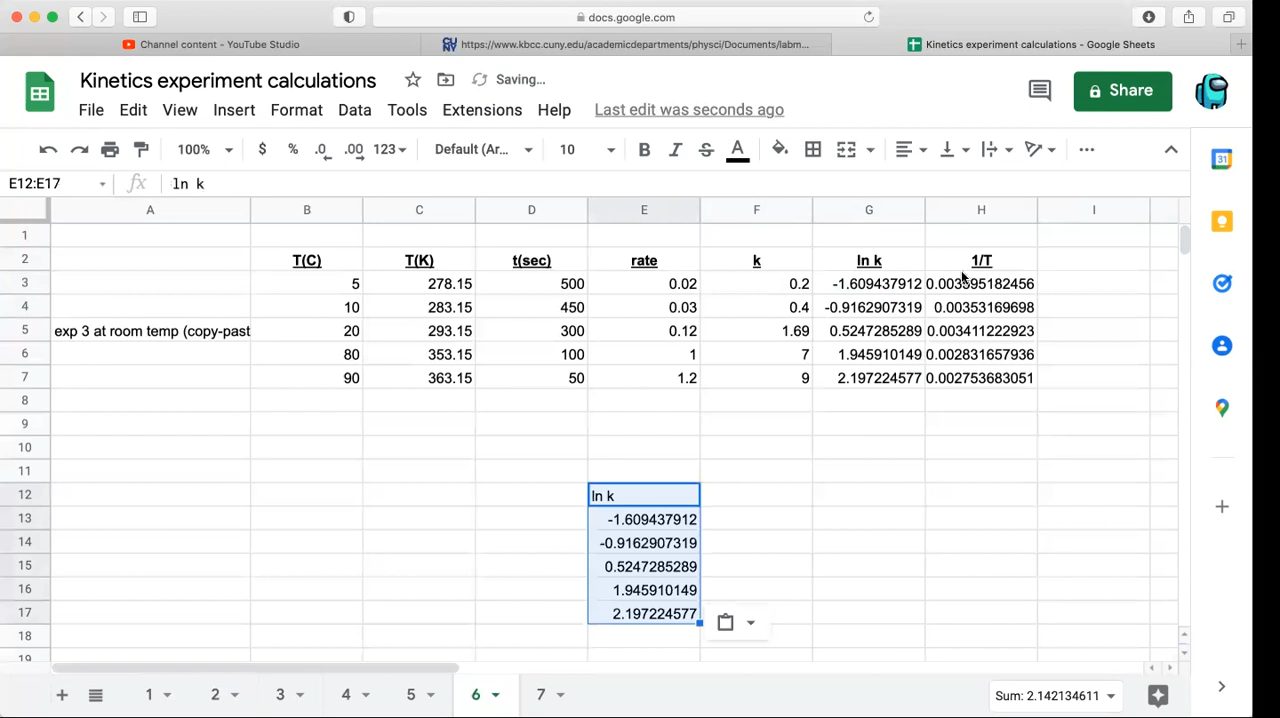 docs.google.com
Channel content - YouTube Studio
https://www.kbcc.cuny.edu/academicdepartments/physci/Documents/labm...
Kinetics experiment calculations - Google Sheets
Kinetics experiment calculations
Saving...
File Edit View Insert Format Data Tools Extensions Help Last edit was seconds ago
Share
100% $ % .0 .00 123 Default (Ar... 10 B I S A ...
31
E12:E17 fx ln k
A B C D E F G H I
1
2 T(C) T(K) t(sec) rate k ln k 1/T
3 5 278.15 500 0.02 0.2 -1.609437912 0.003595182456
4 10 283.15 450 0.03 0.4 -0.9162907319 0.00353169698
5 exp 3 at room temp (copy-past 20 293.15 300 0.12 1.69 0.5247285289 0.003411222923
6 80 353.15 100 1 7 1.945910149 0.002831657936
7 90 363.15 50 1.2 9 2.197224577 0.002753683051
8
9
10
11
12 ln k
13 -1.609437912
14 -0.9162907319
15 0.5247285289
16 1.945910149
17 2.197224577
18
19
1 2 3 4 5 6 7 Sum: 2.142134611